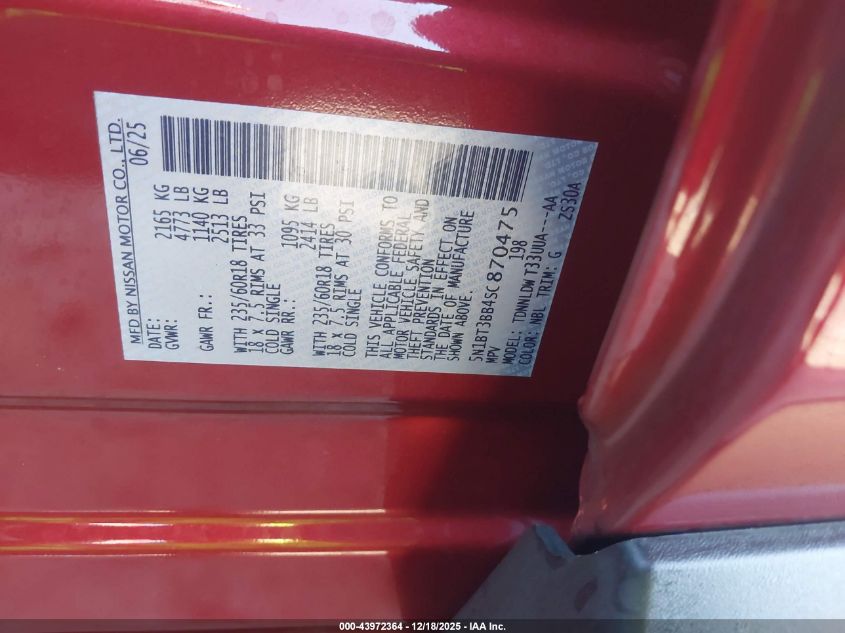 MFD BY NISSAN MOTOR CO., LTD.
DATE: 06/25
GVWR: 2165 KG
4773 LB
GAWR FR.: 1140 KG
2513 LB
WITH 235/60R18 TIRES
18 X 7.5 RIMS AT 33 PSI
COLD SINGLE
GAWR RR.: 1095 KG
2414 LB
WITH 235/60R18 TIRES
18 X 7.5 RIMS AT 30 PSI
COLD SINGLE
THIS VEHICLE CONFORMS TO
ALL APPLICABLE FEDERAL
MOTOR VEHICLE SAFETY AND
THEFT PREVENTION
STANDARDS IN EFFECT ON
THE DATE OF MANUFACTURE
SHOWN ABOVE.
5N1BT3BB4SC870475
MPV 198
MODEL: TDNNLDWT33UUA---AA
COLOR: NBL TRIM: G ZS30A
000-43972364 | 12/18/2025 - IAA Inc.